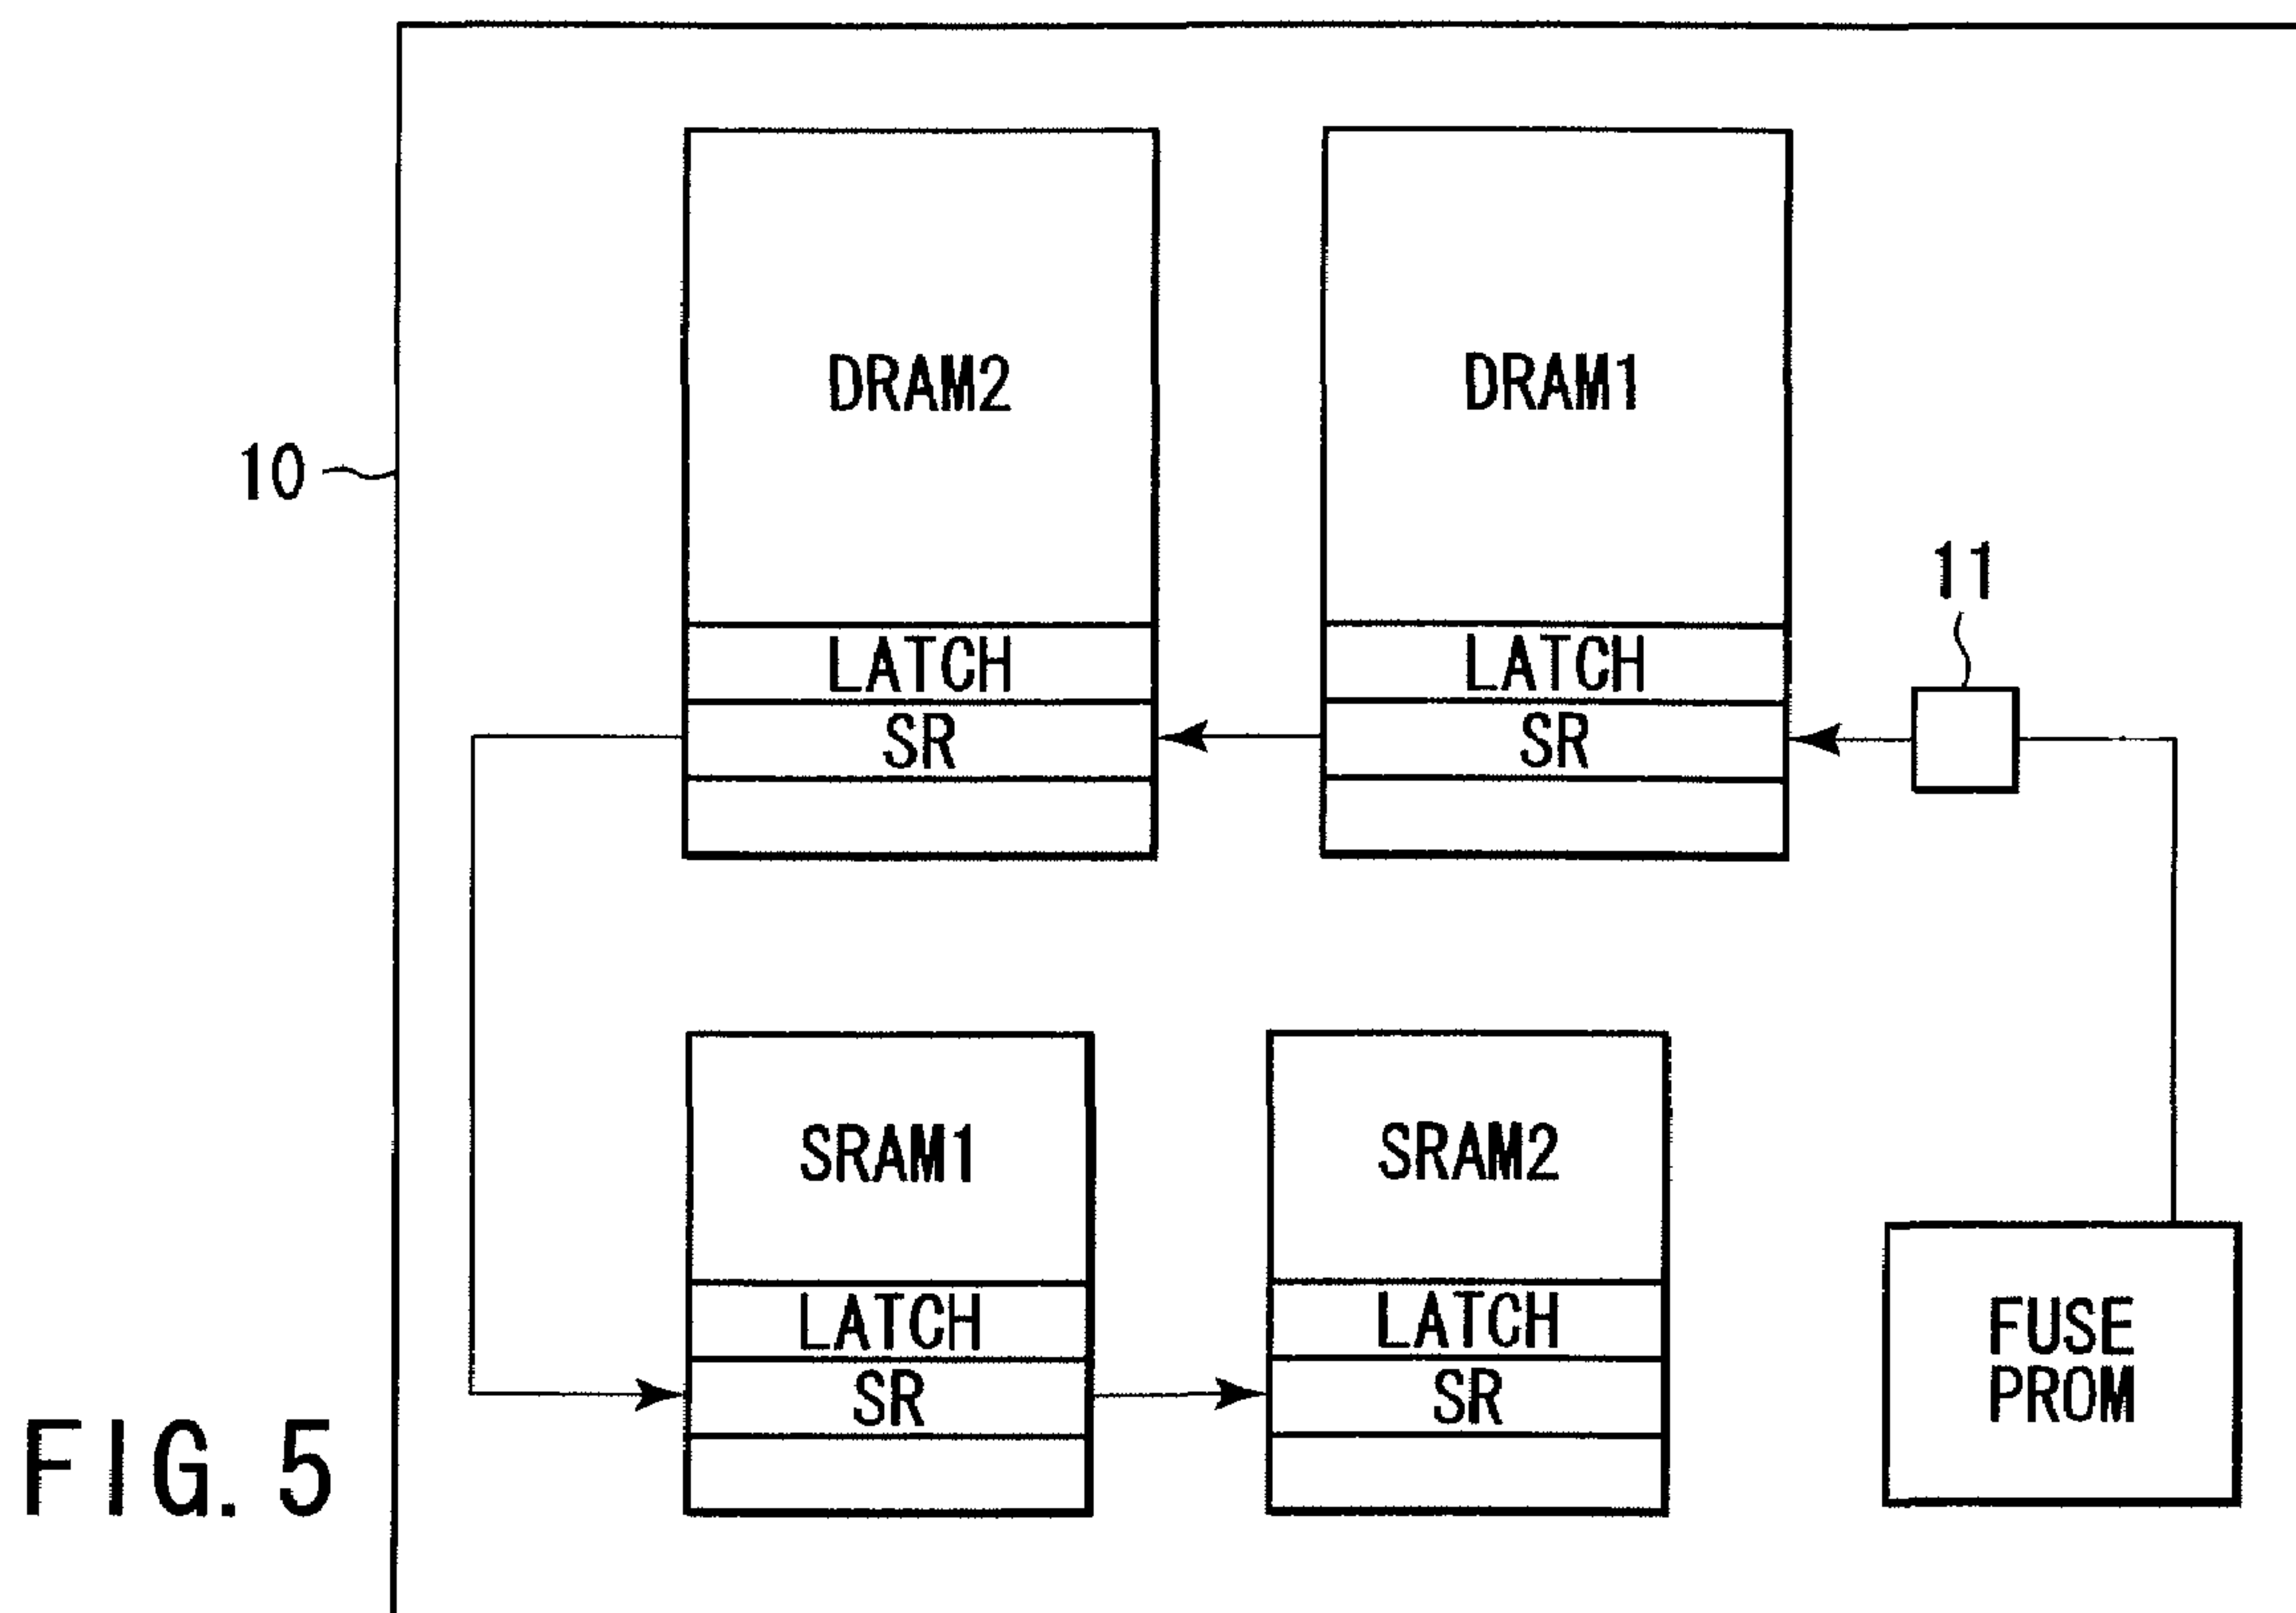 DRAM2
DRAM1
10
11
LATCH
LATCH
SR
SR
SRAM1
SRAM2
LATCH
LATCH
SR
SR
FUSE
PROM
FIG. 5